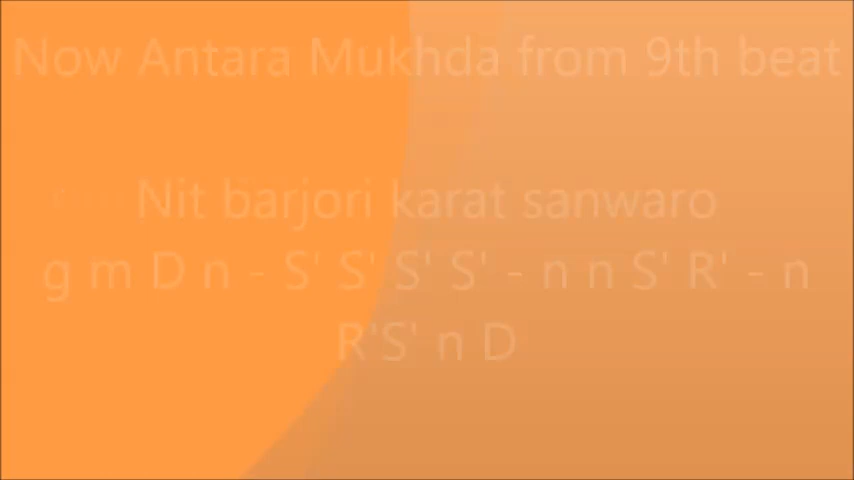 Now Antara Mukhda from 9th beat
Nit barjori karat sanwaro
g m D n - S' S' S' S' - n n S' R' - n
R'S' n D